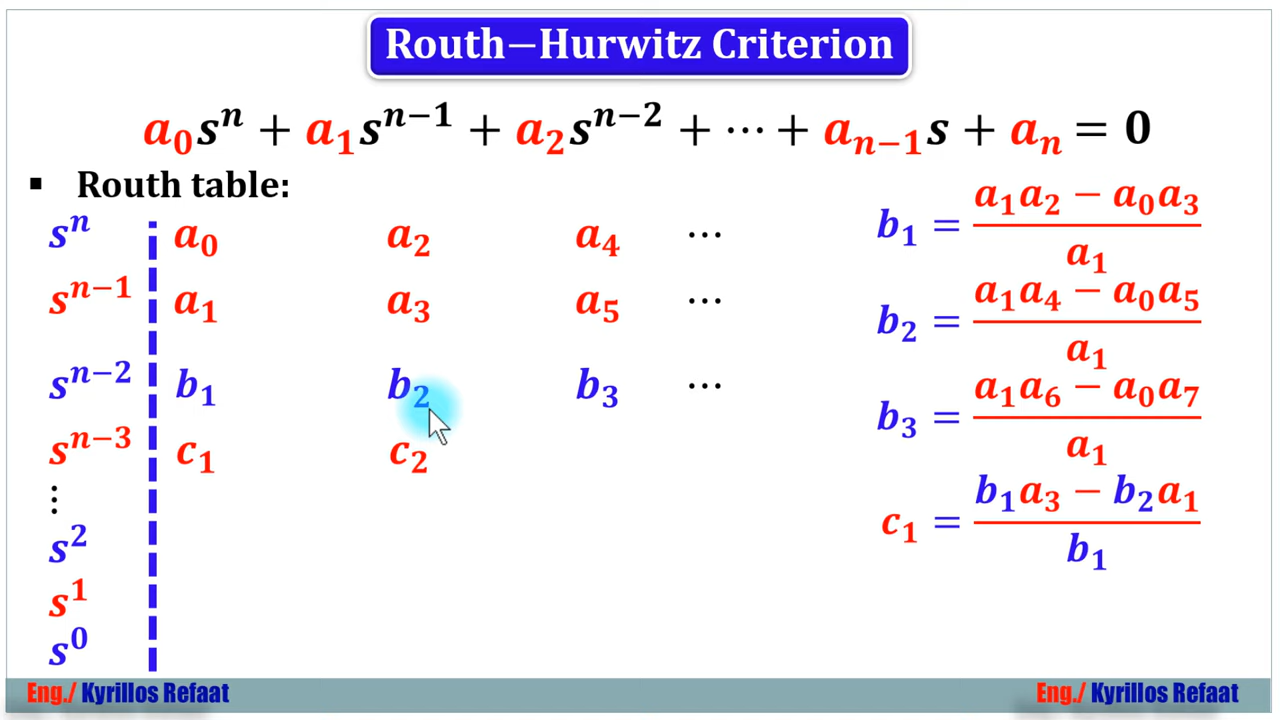 Routh−Hurwitz Criterion
a₀sⁿ + a₁sⁿ⁻¹ + a₂sⁿ⁻² + ⋯ + aₙ₋₁s + aₙ = 0
▪ Routh table:
sⁿ a₀ a₂ a₄ ⋯
sⁿ⁻¹ a₁ a₃ a₅ ⋯
sⁿ⁻² b₁ b₂ b₃ ⋯
sⁿ⁻³ c₁ c₂
⋮
s²
s¹
s⁰
b₁ = (a₁a₂ − a₀a₃) / a₁
b₂ = (a₁a₄ − a₀a₅) / a₁
b₃ = (a₁a₆ − a₀a₇) / a₁
c₁ = (b₁a₃ − b₂a₁) / b₁
Eng./ Kyrillos Refaat
Eng./ Kyrillos Refaat